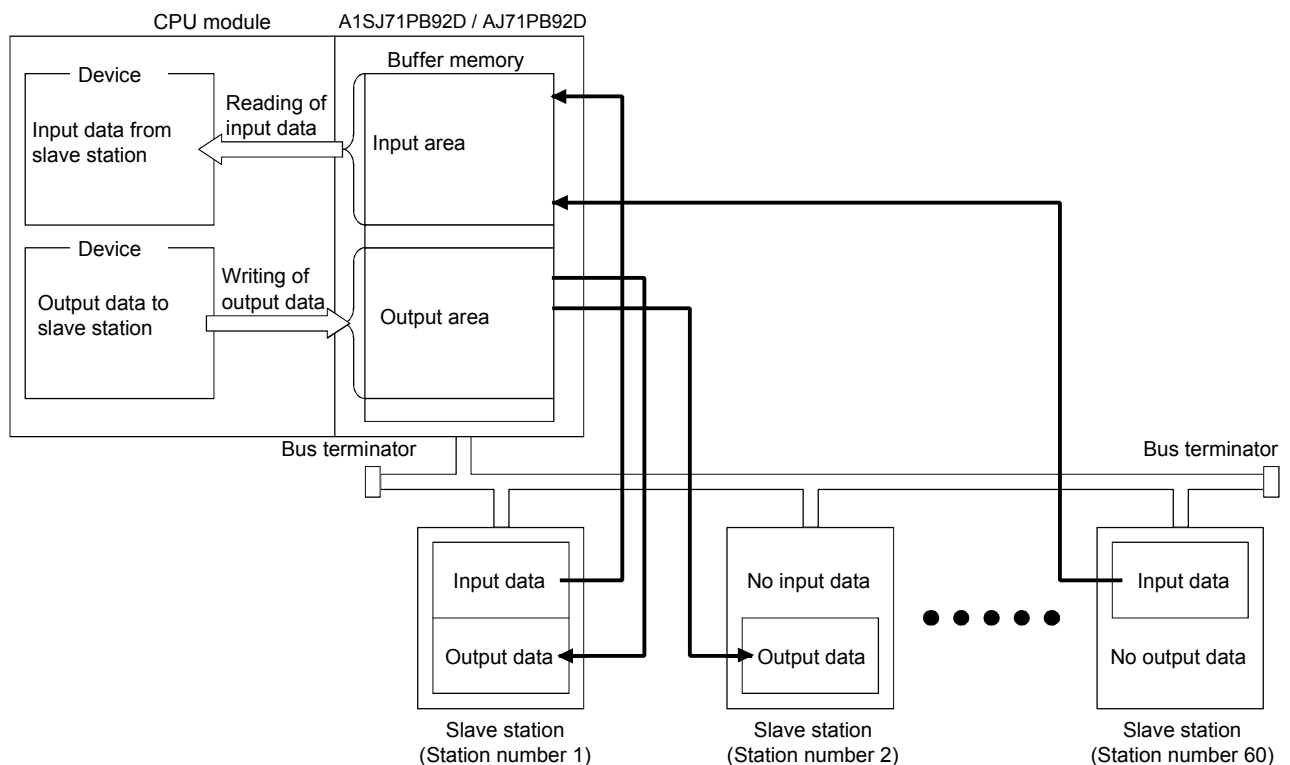 CPU module
A1SJ71PB92D / AJ71PB92D
Buffer memory
Device
Input data from
slave station
Reading of
input data
Input area
Device
Output data to
slave station
Writing of
output data
Output area
Bus terminator
Bus terminator
Input data
Output data
No input data
Output data
Input data
No output data
Slave station
(Station number 1)
Slave station
(Station number 2)
Slave station
(Station number 60)